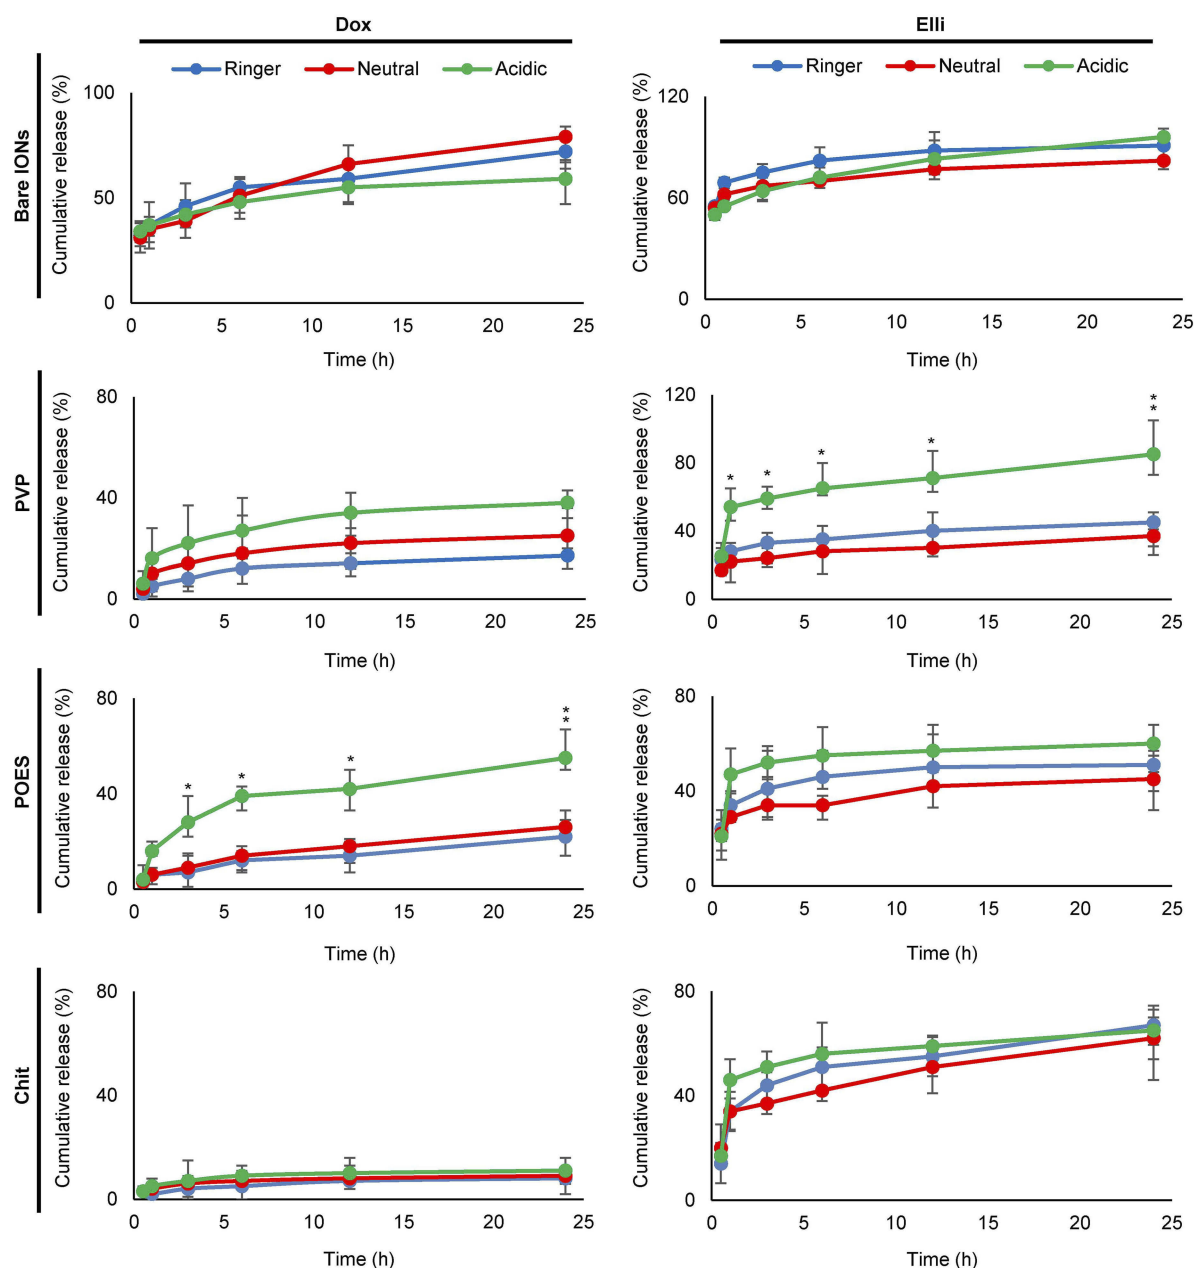 Dox
Elli
Ringer Neutral Acidic
Ringer Neutral Acidic
Bare IONs
Cumulative release (%)
100
50
0
0 5 10 15 20 25
Time (h)
Cumulative release (%)
120
60
0
0 5 10 15 20 25
Time (h)
PVP
Cumulative release (%)
80
40
0
0 5 10 15 20 25
Time (h)
Cumulative release (%)
120
80
40
0
* * * * * *
0 5 10 15 20 25
Time (h)
POES
Cumulative release (%)
80
40
0
* * * * *
0 5 10 15 20 25
Time (h)
Cumulative release (%)
80
40
0
0 5 10 15 20 25
Time (h)
Chit
Cumulative release (%)
80
40
0
0 5 10 15 20 25
Time (h)
Cumulative release (%)
80
40
0
0 5 10 15 20 25
Time (h)